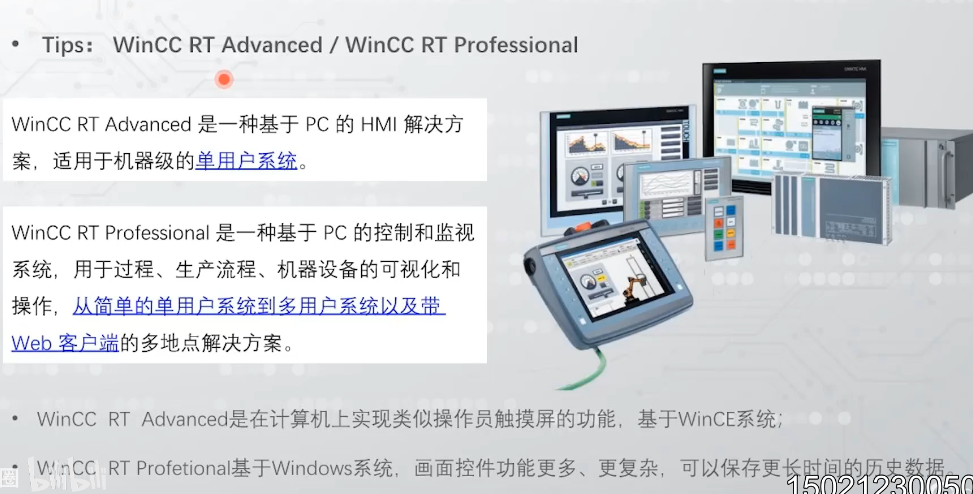 • Tips： WinCC RT Advanced / WinCC RT Professional
WinCC RT Advanced 是一种基于 PC 的 HMI 解决方
案，适用于机器级的单用户系统。
WinCC RT Professional 是一种基于 PC 的控制和监视
系统，用于过程、生产流程、机器设备的可视化和
操作，从简单的单用户系统到多用户系统以及带
Web 客户端的多地点解决方案。
• WinCC RT Advanced是在计算机上实现类似操作员触摸屏的功能，基于WinCE系统；
• WinCC RT Profetional基于Windows系统，画面控件功能更多、更复杂，可以保存更长时间的历史数据。
bilibili
15021230050